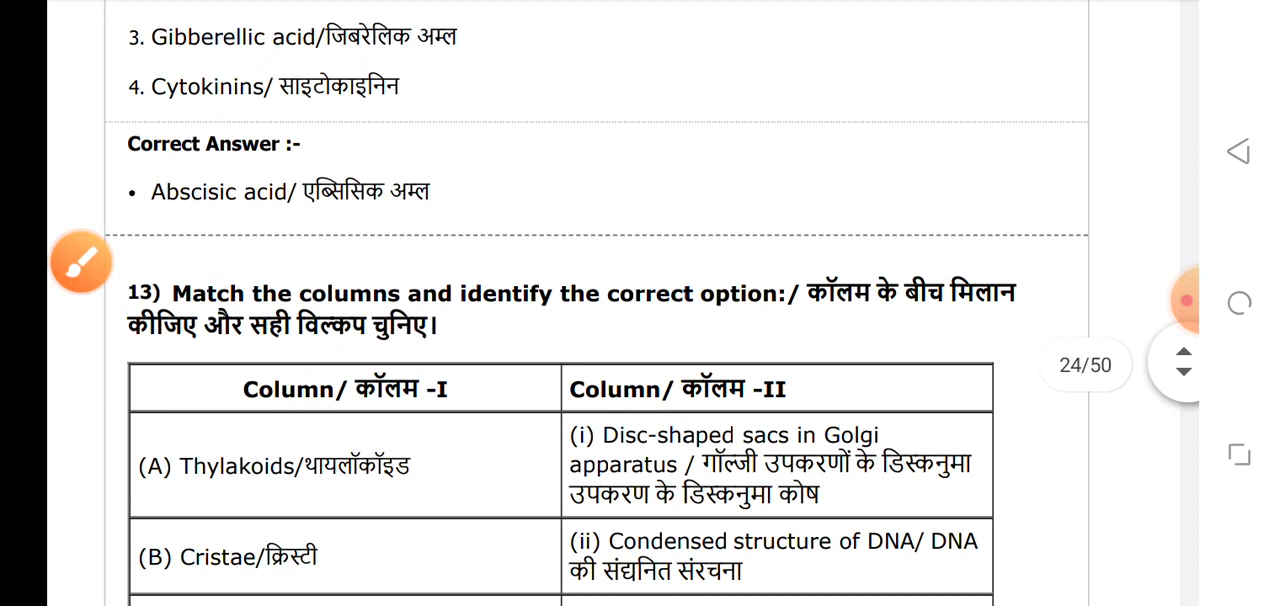 3. Gibberellic acid/जिबरेलिक अम्ल
4. Cytokinins/ साइटोकाइनिन
Correct Answer :-
• Abscisic acid/ एब्सिसिक अम्ल
13) Match the columns and identify the correct option:/ कॉलम के बीच मिलान
कीजिए और सही विल्कप चुनिए।
Column/ कॉलम -I
Column/ कॉलम -II
(A) Thylakoids/थायलॉकॉइड
(i) Disc-shaped sacs in Golgi
apparatus / गॉल्जी उपकरणों के डिस्कनुमा
उपकरण के डिस्कनुमा कोष
(B) Cristae/क्रिस्टी
(ii) Condensed structure of DNA/ DNA
की संद्यनित संरचना
24/50